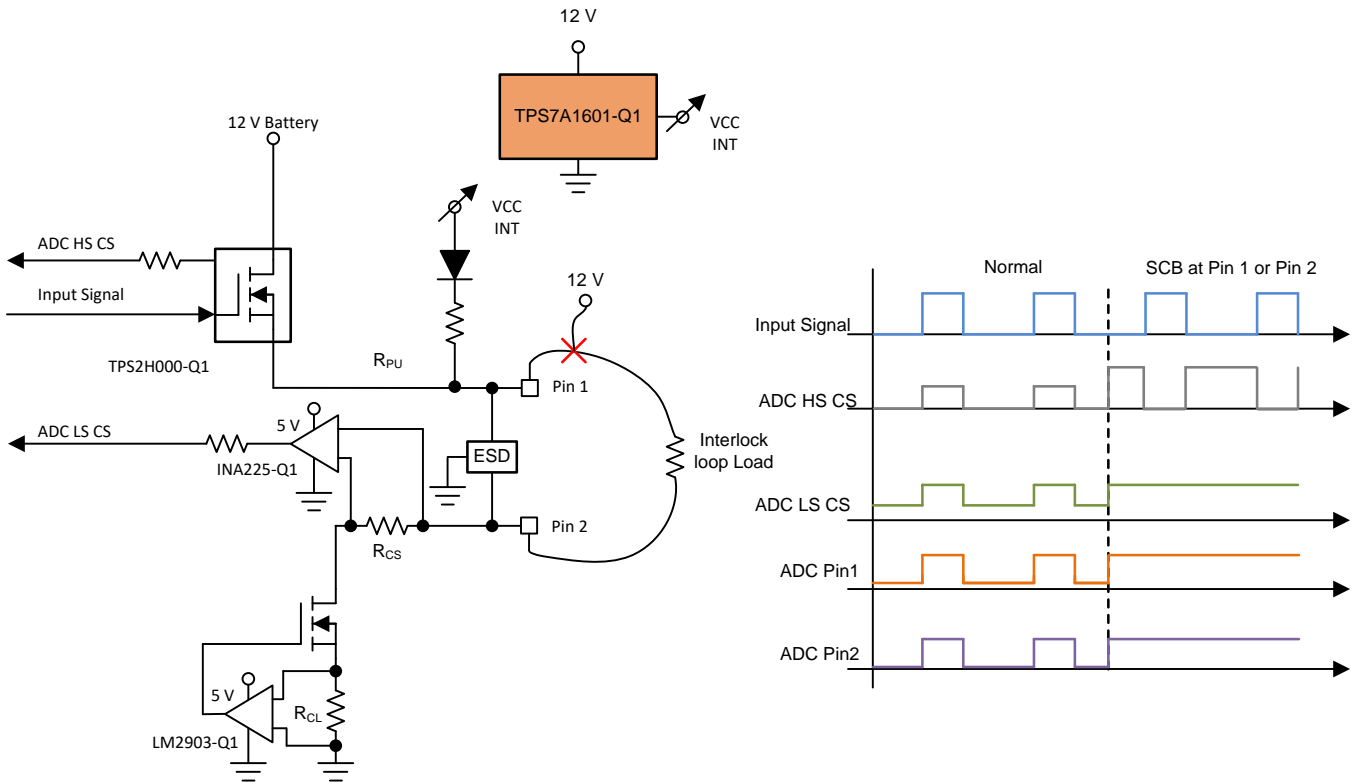 12 V
TPS7A1601-Q1
VCC
INT
12 V Battery
VCC
INT
ADC HS CS
Input Signal
TPS2H000-Q1
12 V
RPU
Pin 1
5 V
ADC LS CS
INA225-Q1
ESD
Interlock
loop Load
Pin 2
RCS
5 V
RCL
LM2903-Q1
Normal
SCB at Pin 1 or Pin 2
Input Signal
ADC HS CS
ADC LS CS
ADC Pin1
ADC Pin2